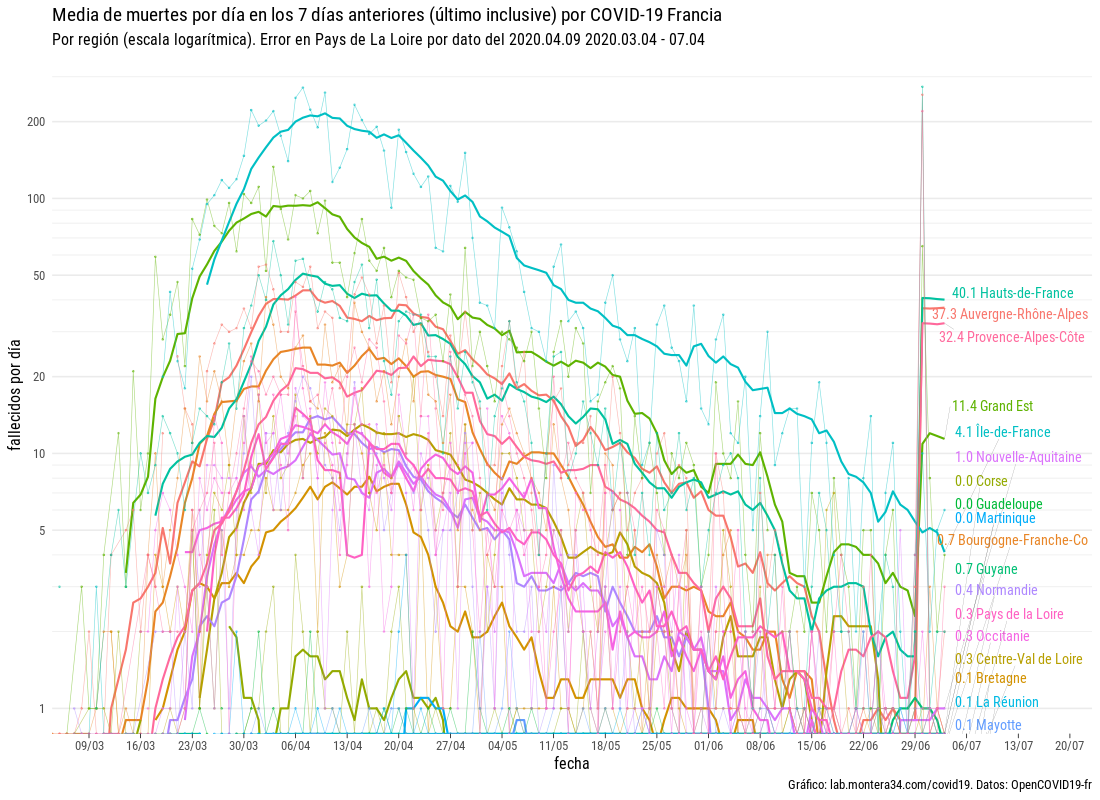 Media de muertes por día en los 7 días anteriores (último inclusive) por COVID-19 Francia
Por región (escala logarítmica). Error en Pays de La Loire por dato del 2020.04.09 2020.03.04 - 07.04
fallecidos por día
200
100
50
20
10
5
1
40.1 Hauts-de-France
37.3 Auvergne-Rhône-Alpes
32.4 Provence-Alpes-Côte
11.4 Grand Est
4.1 Île-de-France
1.0 Nouvelle-Aquitaine
0.0 Corse
0.0 Guadeloupe
0.0 Martinique
0.7 Bourgogne-Franche-Co
0.7 Guyane
0.4 Normandie
0.3 Pays de la Loire
0.3 Occitanie
0.3 Centre-Val de Loire
0.1 Bretagne
0.1 La Réunion
0.1 Mayotte
09/03 16/03 23/03 30/03 06/04 13/04 20/04 27/04 04/05 11/05 18/05 25/05 01/06 08/06 15/06 22/06 29/06 06/07 13/07 20/07
fecha
Gráfico: lab.montera34.com/covid19. Datos: OpenCOVID19-fr